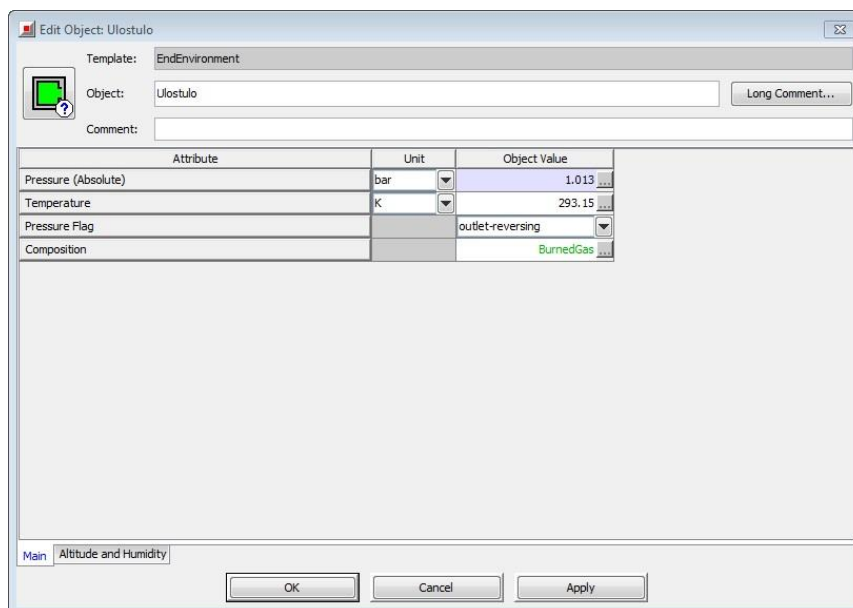 Edit Object: Ulostulo
Template: EndEnvironment
Object: Ulostulo Long Comment...
Comment:
Attribute Unit Object Value
Pressure (Absolute) bar 1.013 ...
Temperature K 293.15 ...
Pressure Flag outlet-reversing
Composition BurnedGas ...
Main Altitude and Humidity
OK Cancel Apply